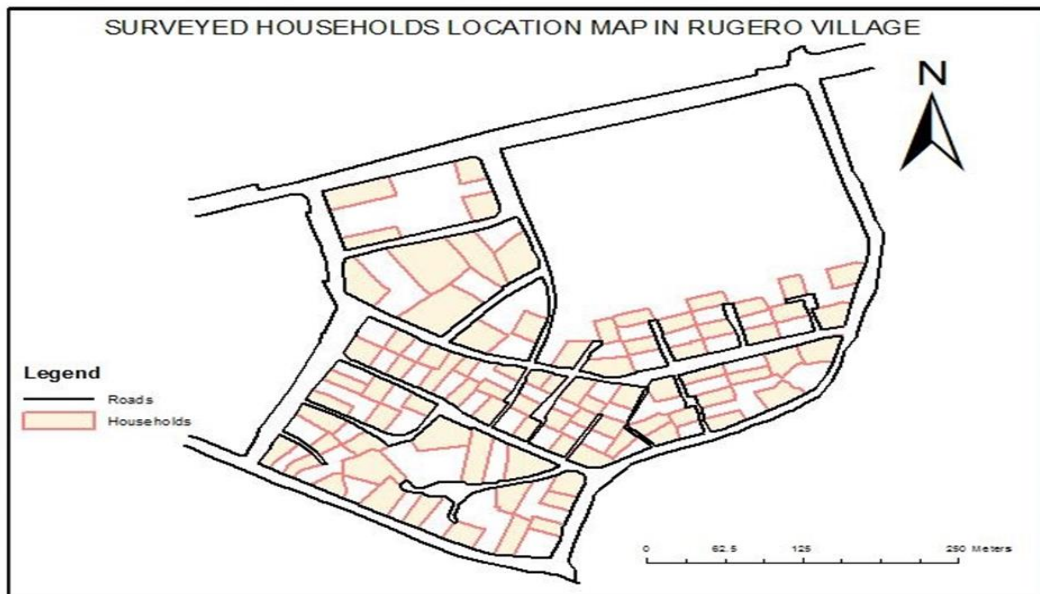 SURVEYED HOUSEHOLDS LOCATION MAP IN RUGERO VILLAGE
N
Legend
Roads
Households
0 62.5 125 250 Meters